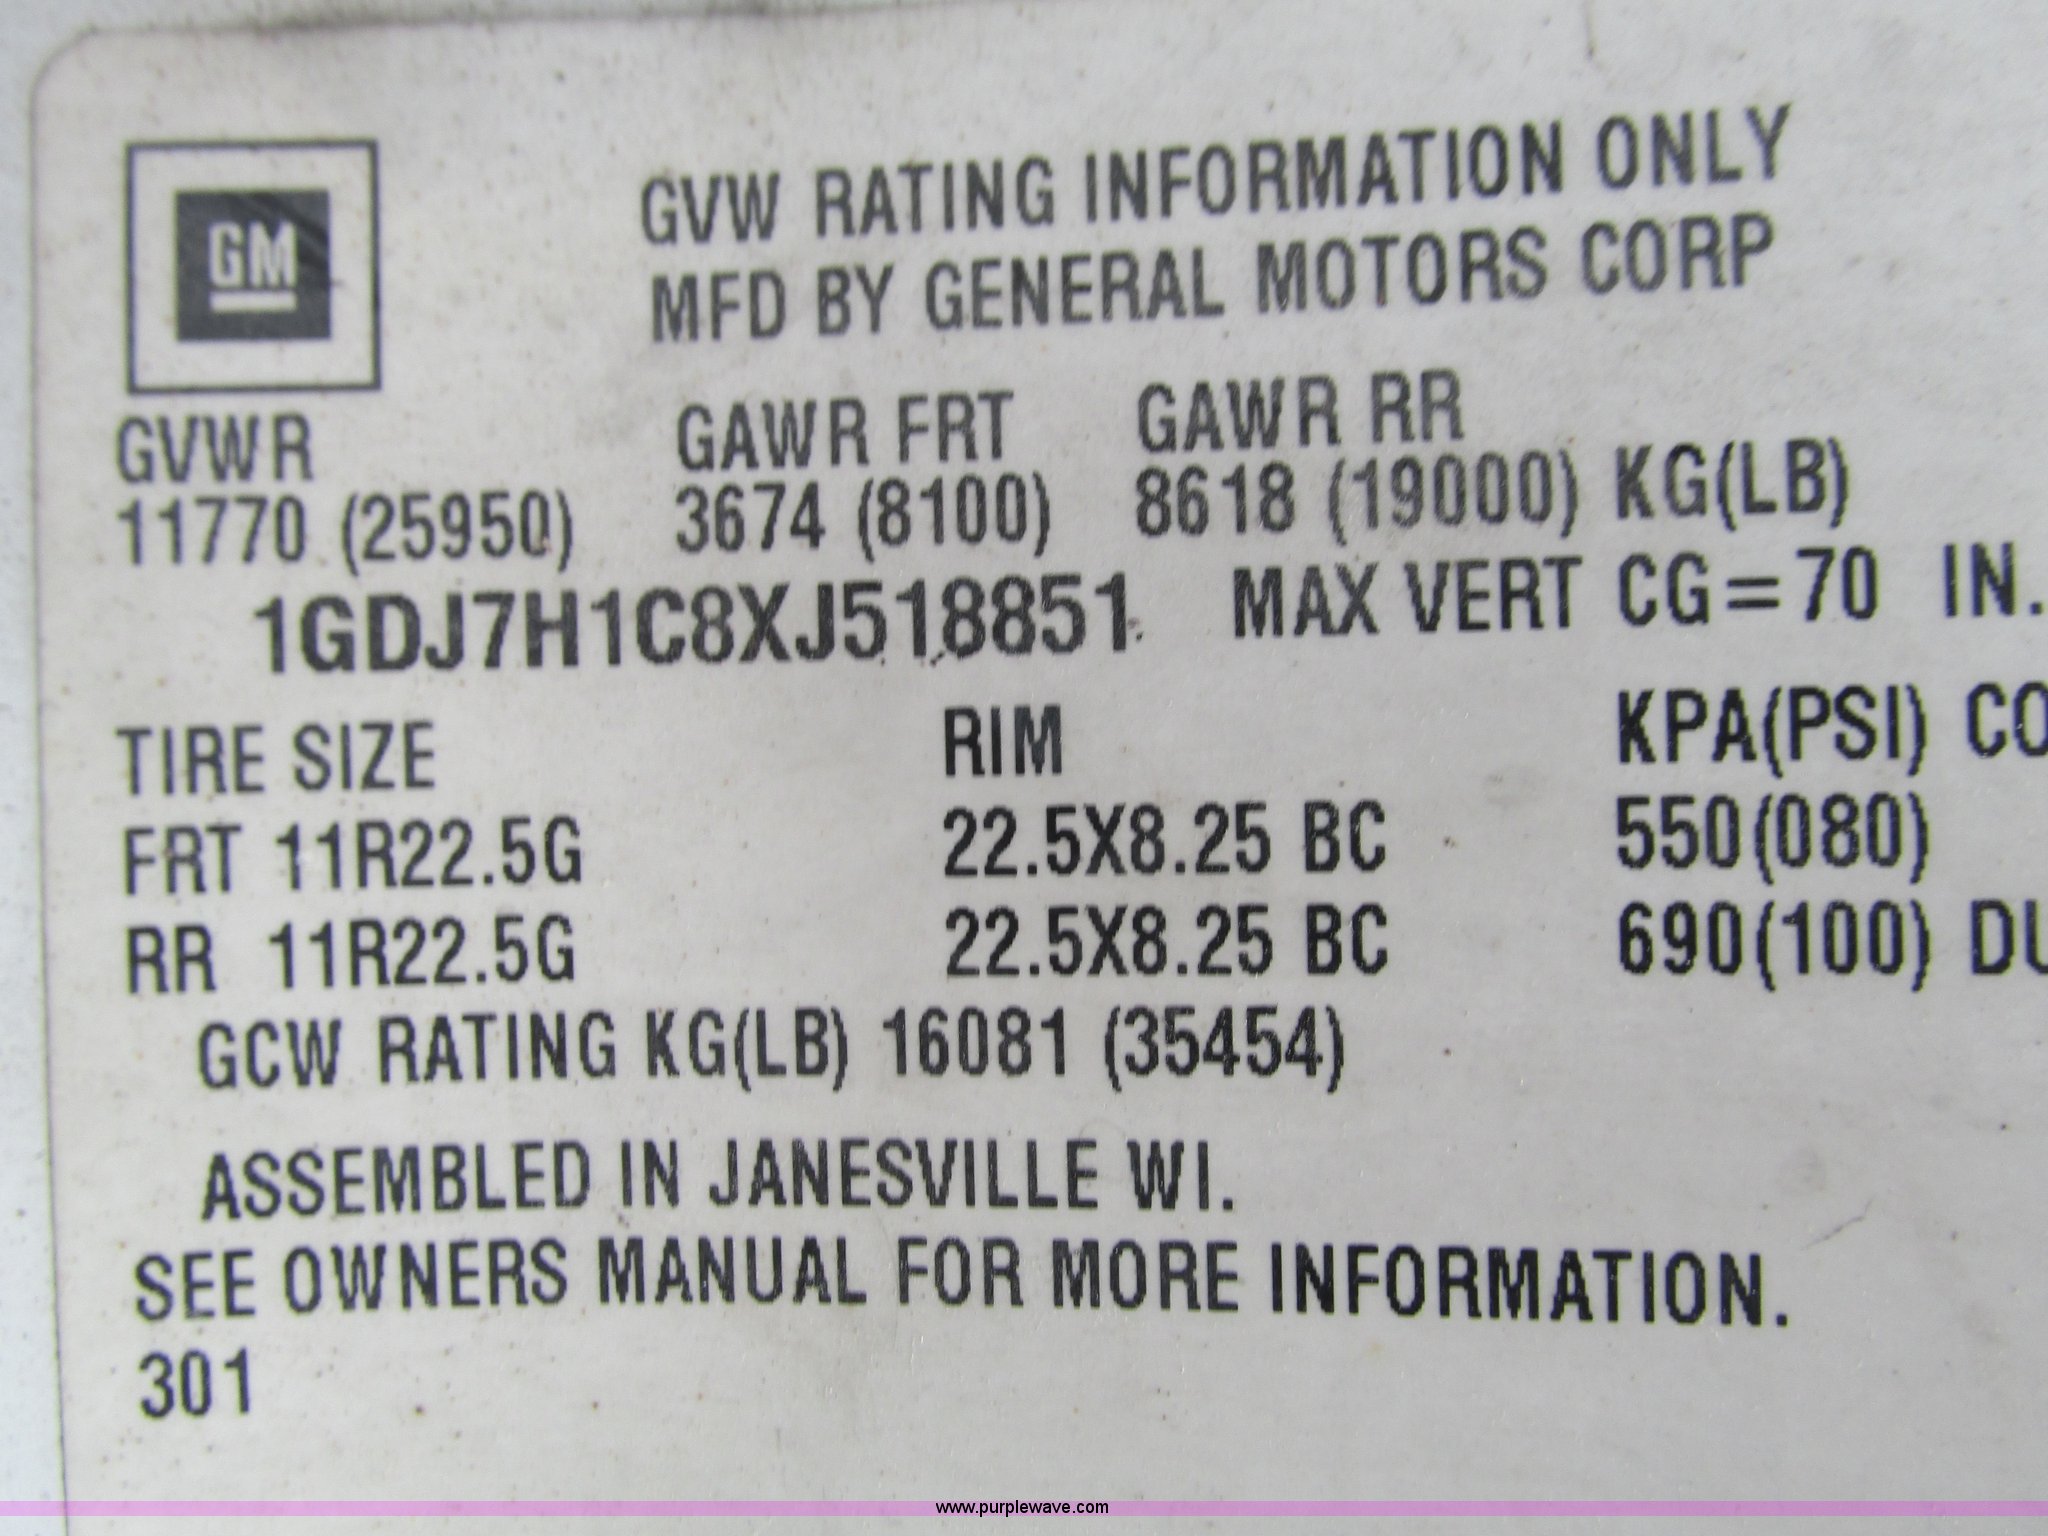 GM
GVW RATING INFORMATION ONLY
MFD BY GENERAL MOTORS CORP
GVWR GAWR FRT GAWR RR
11770 (25950) 3674 (8100) 8618 (19000) KG(LB)
1GDJ7H1C8XJ518851 MAX VERT CG=70 IN.
TIRE SIZE RIM KPA(PSI) CO
FRT 11R22.5G 22.5X8.25 BC 550(080)
RR 11R22.5G 22.5X8.25 BC 690(100) DU
GCW RATING KG(LB) 16081 (35454)
ASSEMBLED IN JANESVILLE WI.
SEE OWNERS MANUAL FOR MORE INFORMATION.
301
www.purplewave.com